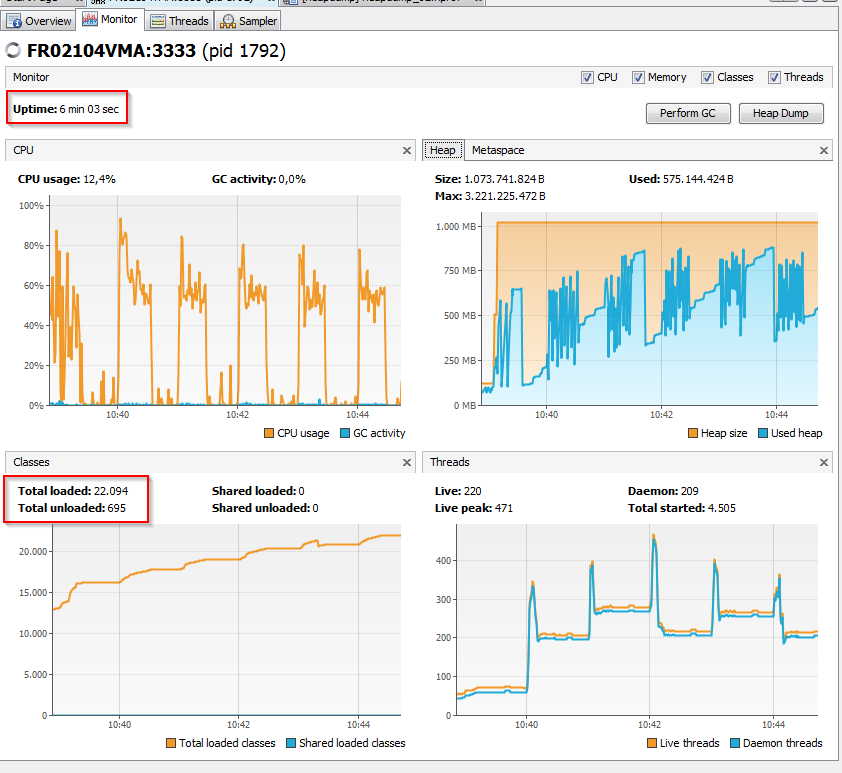 Overview Monitor Threads Sampler
FR02104VMA:3333 (pid 1792)
Monitor CPU Memory Classes Threads
Uptime: 6 min 03 sec
Perform GC Heap Dump
CPU
CPU usage: 12,4% GC activity: 0,0%
100%
80%
60%
40%
20%
0%
10:40 10:42 10:44
CPU usage GC activity
Heap Metaspace
Size: 1.073.741.824 B Used: 575.144.424 B
Max: 3.221.225.472 B
1.000 MB
750 MB
500 MB
250 MB
0 MB
10:40 10:42 10:44
Heap size Used heap
Classes
Total loaded: 22.094 Shared loaded: 0
Total unloaded: 695 Shared unloaded: 0
20.000
15.000
10.000
5.000
0
10:40 10:42 10:44
Total loaded classes Shared loaded classes
Threads
Live: 220 Daemon: 209
Live peak: 471 Total started: 4.505
400
300
200
100
0
10:40 10:42 10:44
Live threads Daemon threads